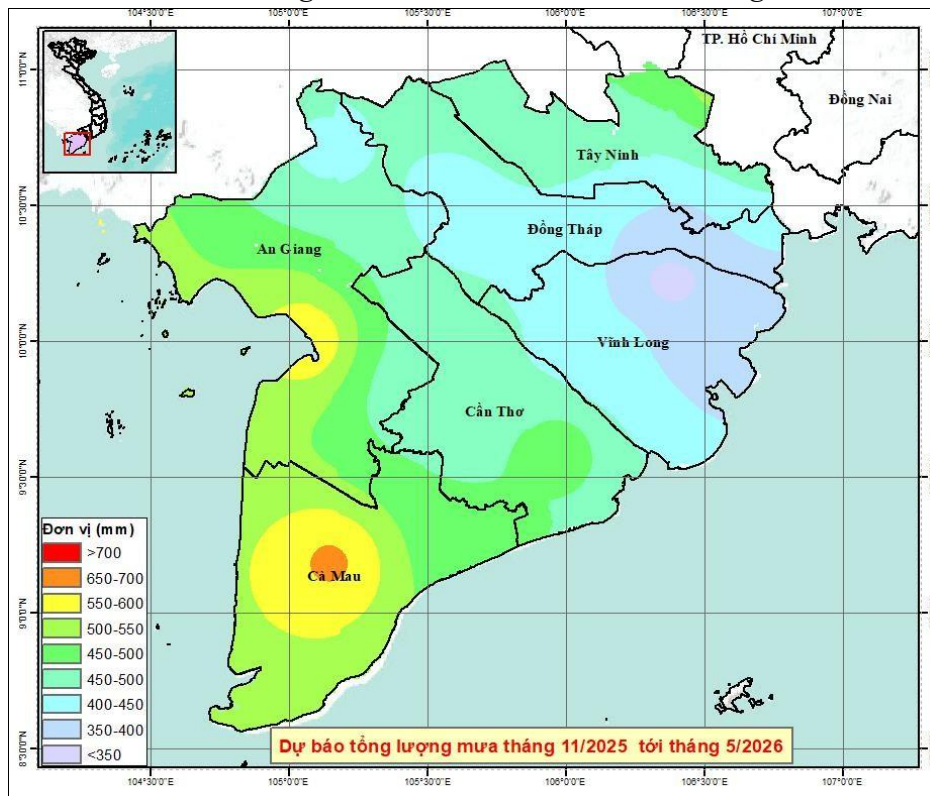 104°30'0"E 105°0'0"E 105°30'0"E 106°0'0"E 106°30'0"E 107°0'0"E
TP. Hồ Chí Minh
11°0'0"N
Đồng Nai
Tây Ninh
10°30'0"N
Đồng Tháp
An Giang
10°0'0"N
Vĩnh Long
Cần Thơ
9°30'0"N
Đơn vị (mm)
>700
650-700
550-600
500-550
450-500
450-500
400-450
350-400
<350
Cà Mau
9°0'0"N
Dự báo tổng lượng mưa tháng 11/2025 tới tháng 5/2026
8°30'0"N
104°30'0"E 105°0'0"E 105°30'0"E 106°0'0"E 106°30'0"E 107°0'0"E